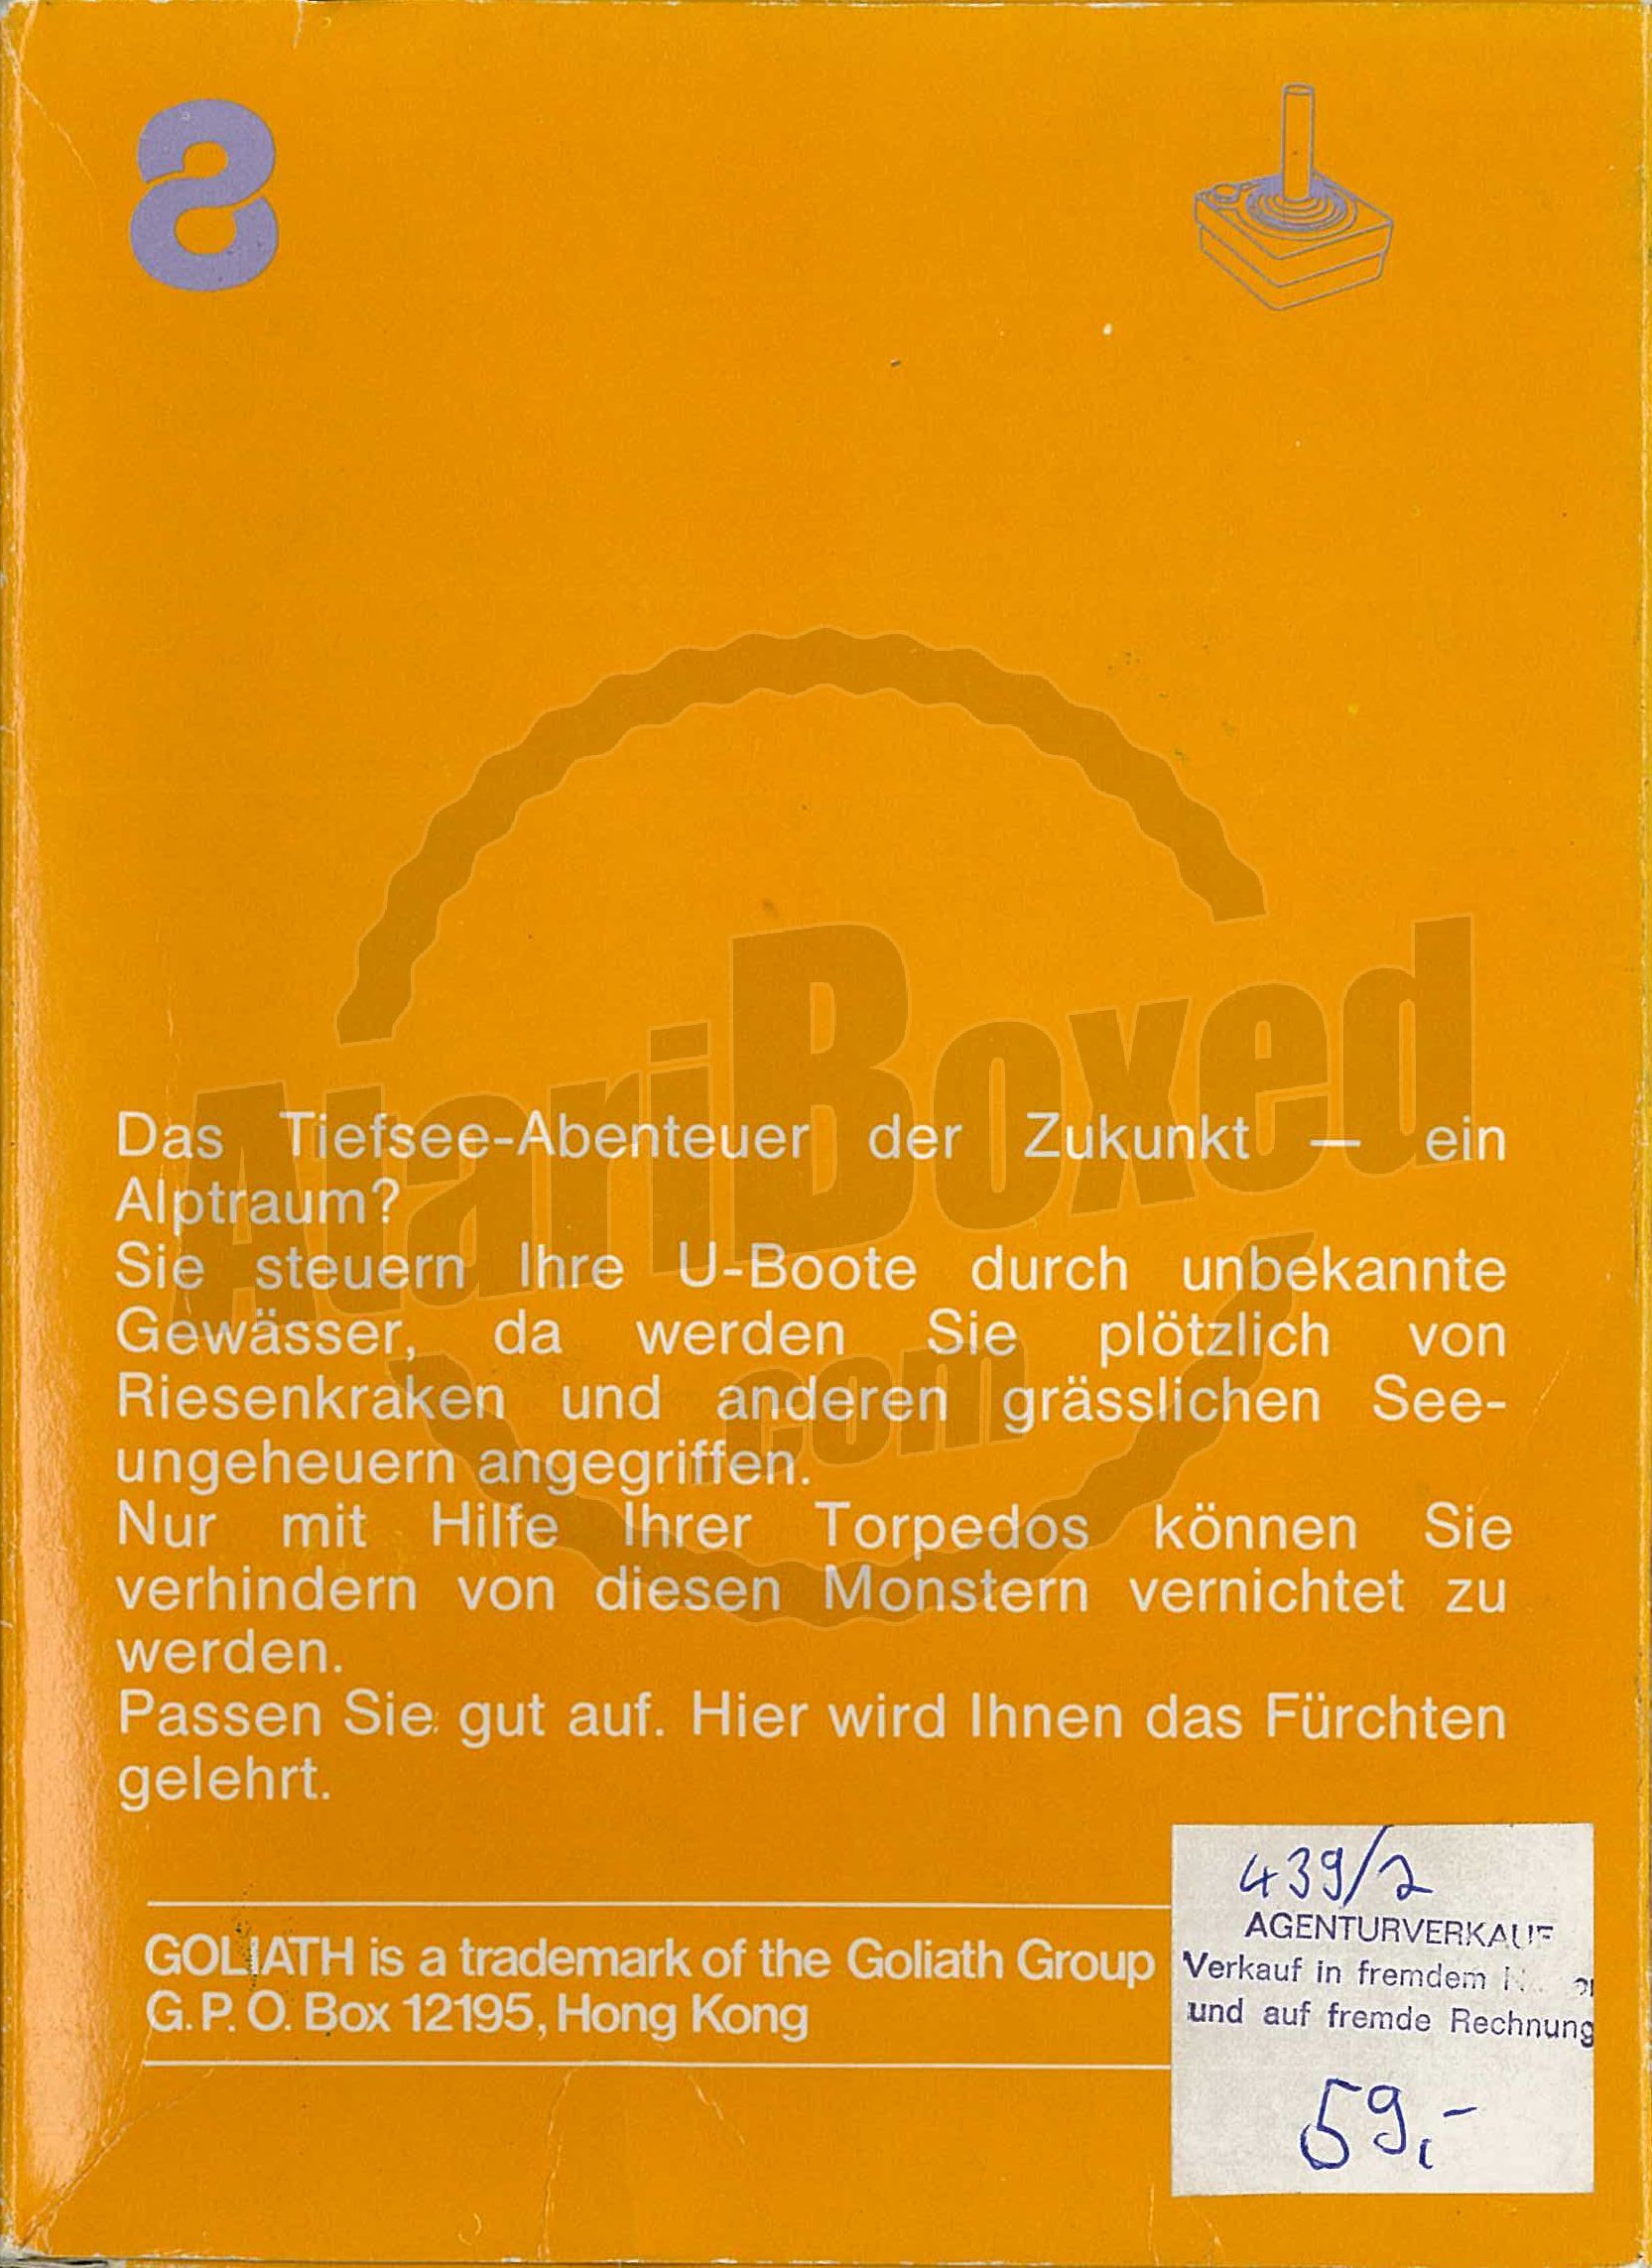 8
AtariBoxed
.com
Das Tiefsee-Abenteuer der Zukunkt — ein
Alptraum?
Sie steuern Ihre U-Boote durch unbekannte
Gewässer, da werden Sie plötzlich von
Riesenkraken und anderen grässlichen See-
ungeheuern angegriffen.
Nur mit Hilfe Ihrer Torpedos können Sie
verhindern von diesen Monstern vernichtet zu
werden.
Passen Sie gut auf. Hier wird Ihnen das Fürchten
gelehrt.
GOLIATH is a trademark of the Goliath Group
G.P.O. Box 12195, Hong Kong
439/2
AGENTURVERKAUF
Verkauf in fremdem
und auf fremde Rechnung
59,-